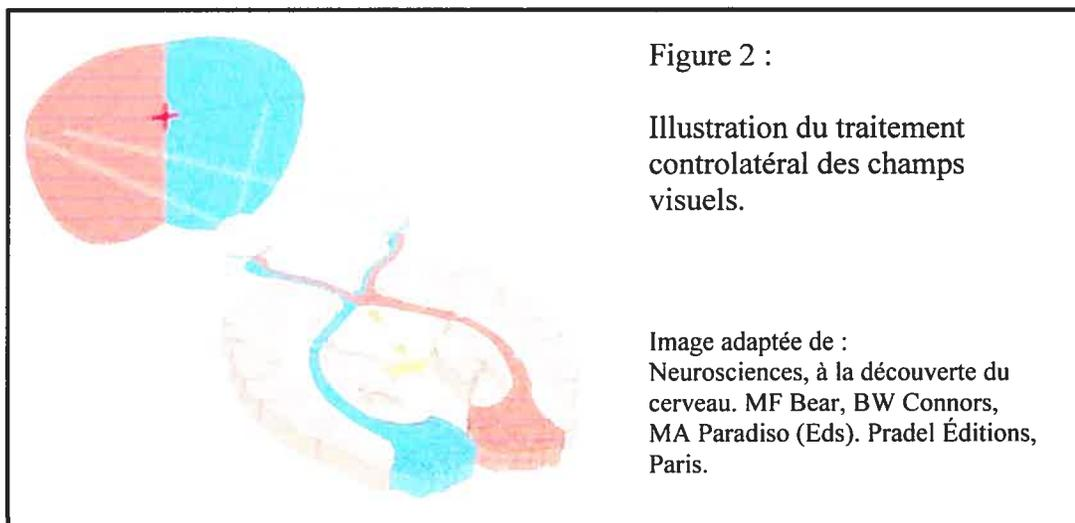 Figure 2 :
Illustration du traitement
controlatéral des champs
visuels.
Image adaptée de :
Neurosciences, à la découverte du
cerveau. MF Bear, BW Connors,
MA Paradiso (Eds). Pradel Éditions,
Paris.